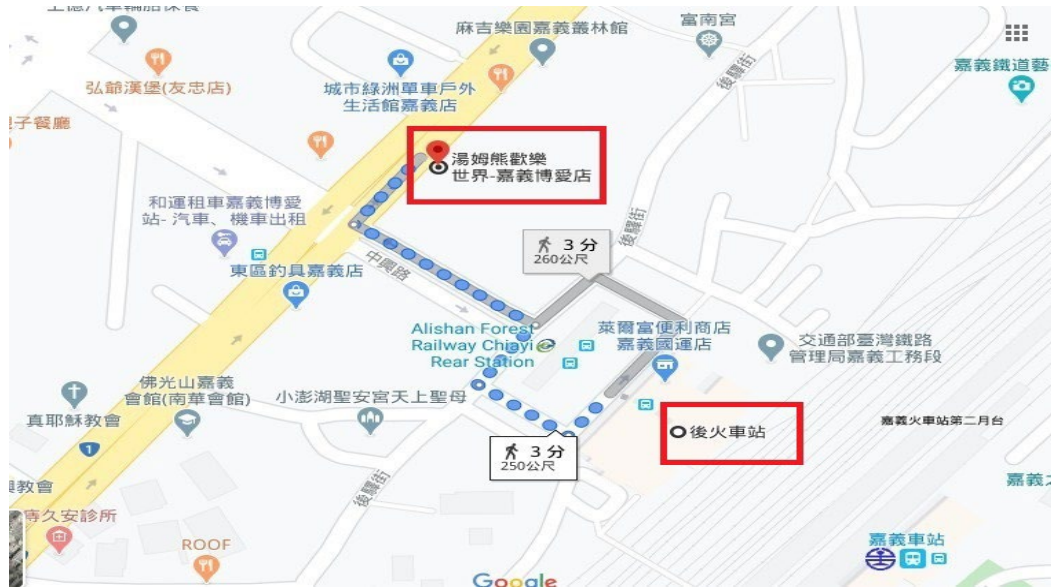 麻吉樂園嘉義叢林館
富南宮
弘爺漢堡(友忠店)
城市綠洲單車戶外
生活館嘉義店
後驛街
嘉義鐵道藝
子餐廳
湯姆熊歡樂
世界-嘉義博愛店
和運租車嘉義博愛
站-汽車、機車出租
後驛街
3 分
260公尺
中興路
東區釣具嘉義店
Alishan Forest
Railway Chiayi
Rear Station
萊爾富便利商店
嘉義國運店
交通部臺灣鐵路
管理局嘉義工務段
佛光山嘉義
會館(南華會館)
小澎湖聖安宮天上聖母
真耶穌教會
後火車站
嘉義火車站第二月台
1
3 分
250公尺
教會
後驛街
嘉義
久安診所
ROOF
嘉義車站
Google